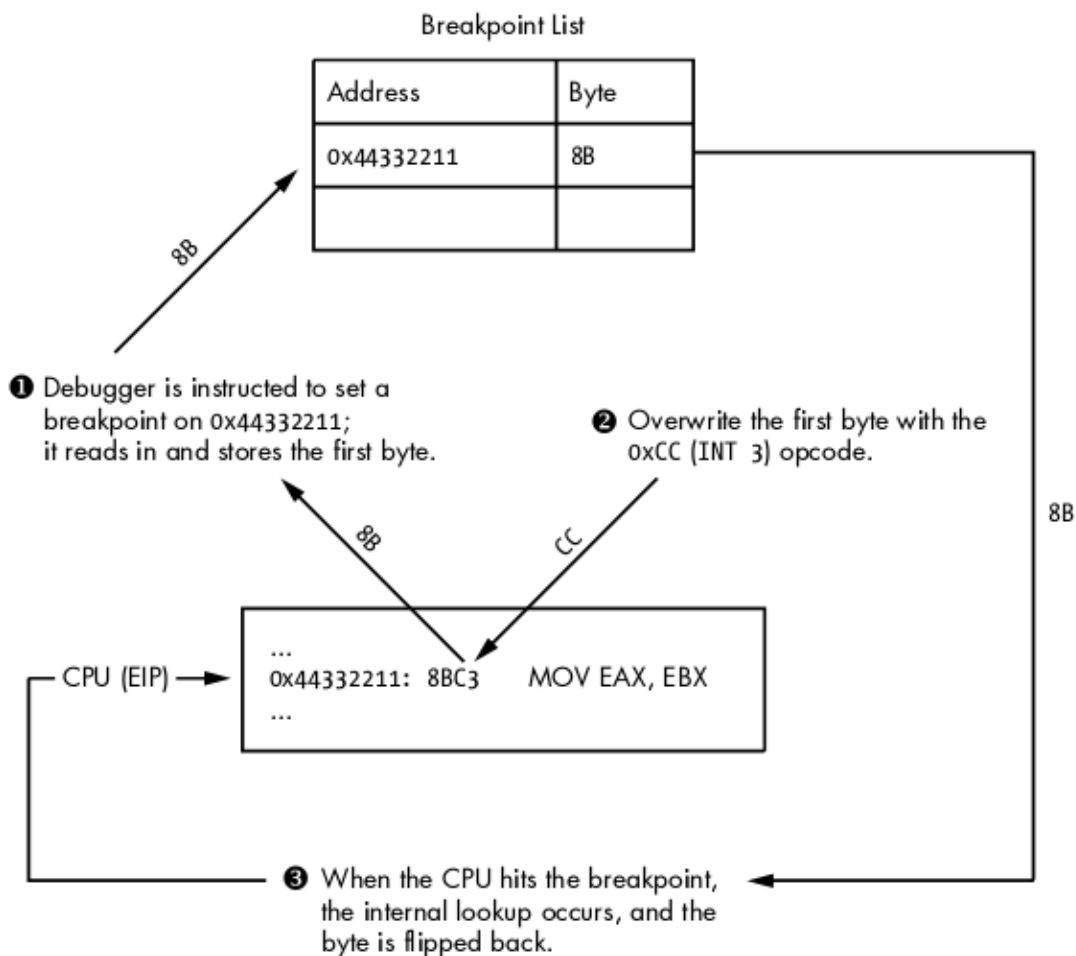 Breakpoint List
Address Byte
0x44332211 8B
8B
❶ Debugger is instructed to set a
breakpoint on 0x44332211;
it reads in and stores the first byte.
❷ Overwrite the first byte with the
0xCC (INT 3) opcode.
8B
8B
CC
...
CPU (EIP)
0x44332211: 8BC3 MOV EAX, EBX
...
❸ When the CPU hits the breakpoint,
the internal lookup occurs, and the
byte is flipped back.